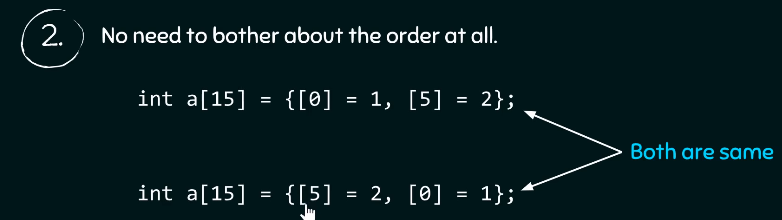 2. No need to bother about the order at all.
int a[15] = {[0] = 1, [5] = 2};
Both are same
int a[15] = {[5] = 2, [0] = 1};